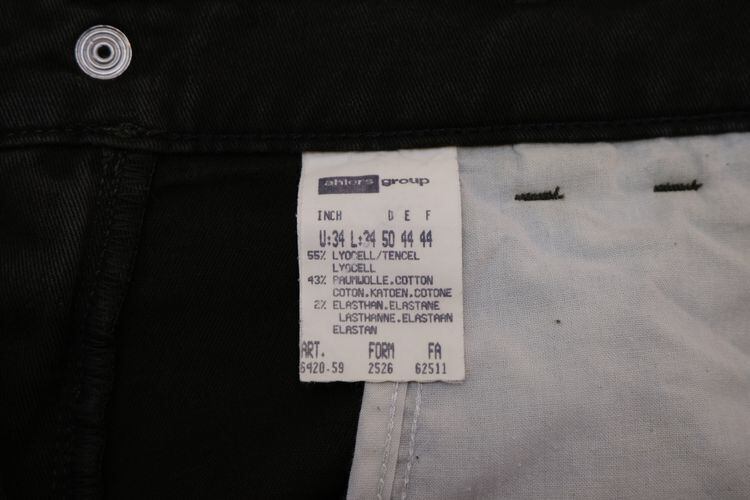 ahlers group
INCH D E F
U:34 L:34 50 44 44
55% LYOCELL/TENCEL
LYOCELL
43% BAUMWOLLE.COTTON
COTON.KATOEN.COTONE
2% ELASTHAN.ELASTANE
LASTHANNE.ELASTAAN
ELASTAN
ART. FORM FA
6420-59 2526 62511